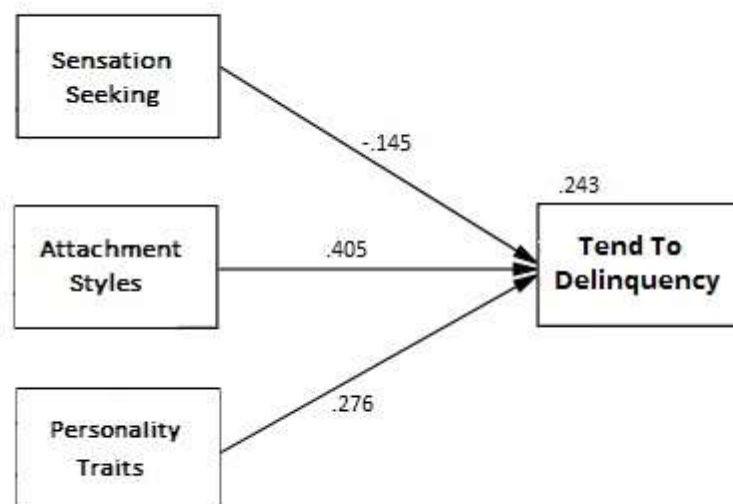 Sensation
Seeking
-.145
.243
Attachment
Styles
.405
Tend To
Delinquency
.276
Personality
Traits